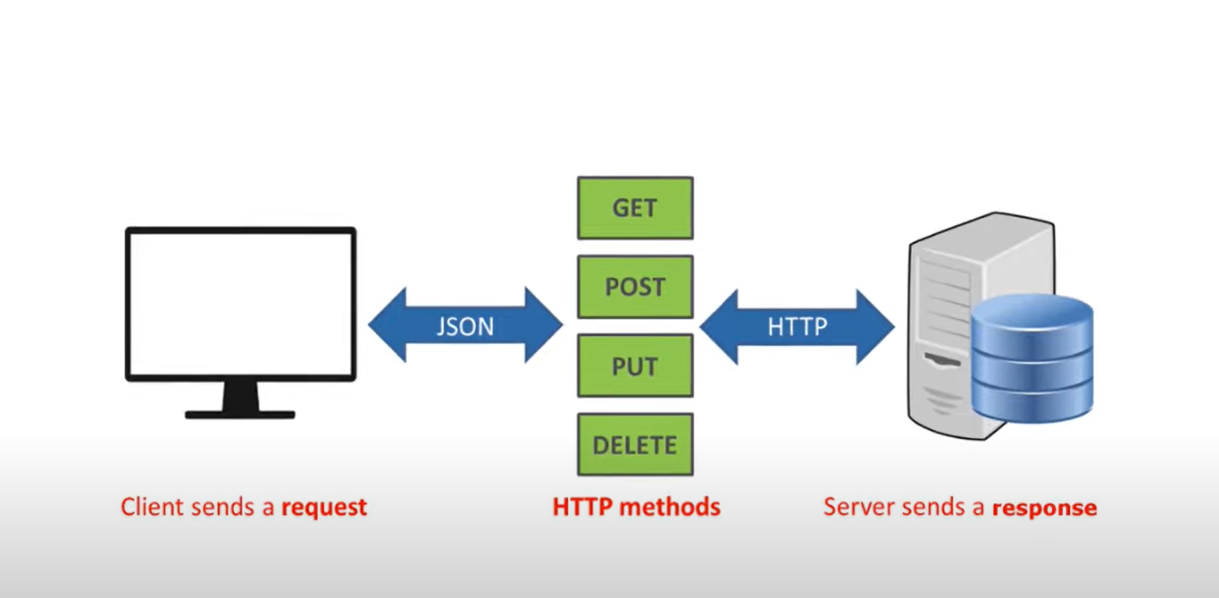 GET
POST
JSON
HTTP
PUT
DELETE
Client sends a request
HTTP methods
Server sends a response